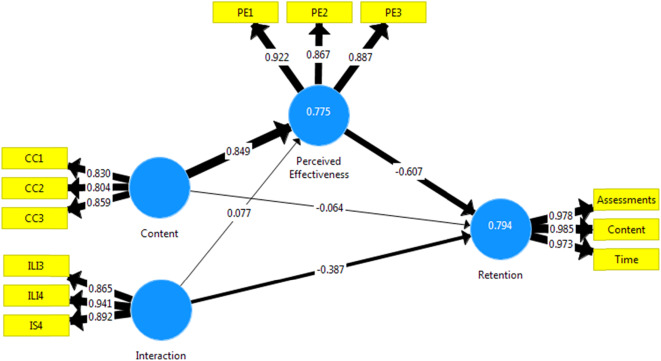 PE1 PE2 PE3
0.922 0.867 0.887
0.775
Perceived
Effectiveness
CC1
CC2
CC3
0.830
0.804
0.859
Content
0.849
0.077
-0.064
-0.607
-0.387
ILI3
ILI4
IS4
0.865
0.941
0.892
Interaction
0.794
Retention
0.978
0.985
0.973
Assessments
Content
Time